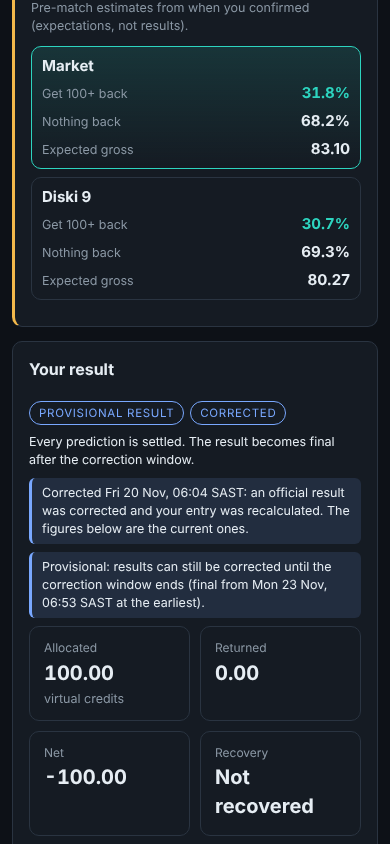 Pre-match estimates from when you confirmed
(expectations, not results).
Market
Get 100+ back 31.8%
Nothing back 68.2%
Expected gross 83.10
Diski 9
Get 100+ back 30.7%
Nothing back 69.3%
Expected gross 80.27
Your result
PROVISIONAL RESULT CORRECTED
Every prediction is settled. The result becomes final
after the correction window.
Corrected Fri 20 Nov, 06:04 SAST: an official result
was corrected and your entry was recalculated. The
figures below are the current ones.
Provisional: results can still be corrected until the
correction window ends (final from Mon 23 Nov,
06:53 SAST at the earliest).
Allocated
100.00
virtual credits
Returned
0.00
Net
-100.00
Recovery
Not
recovered